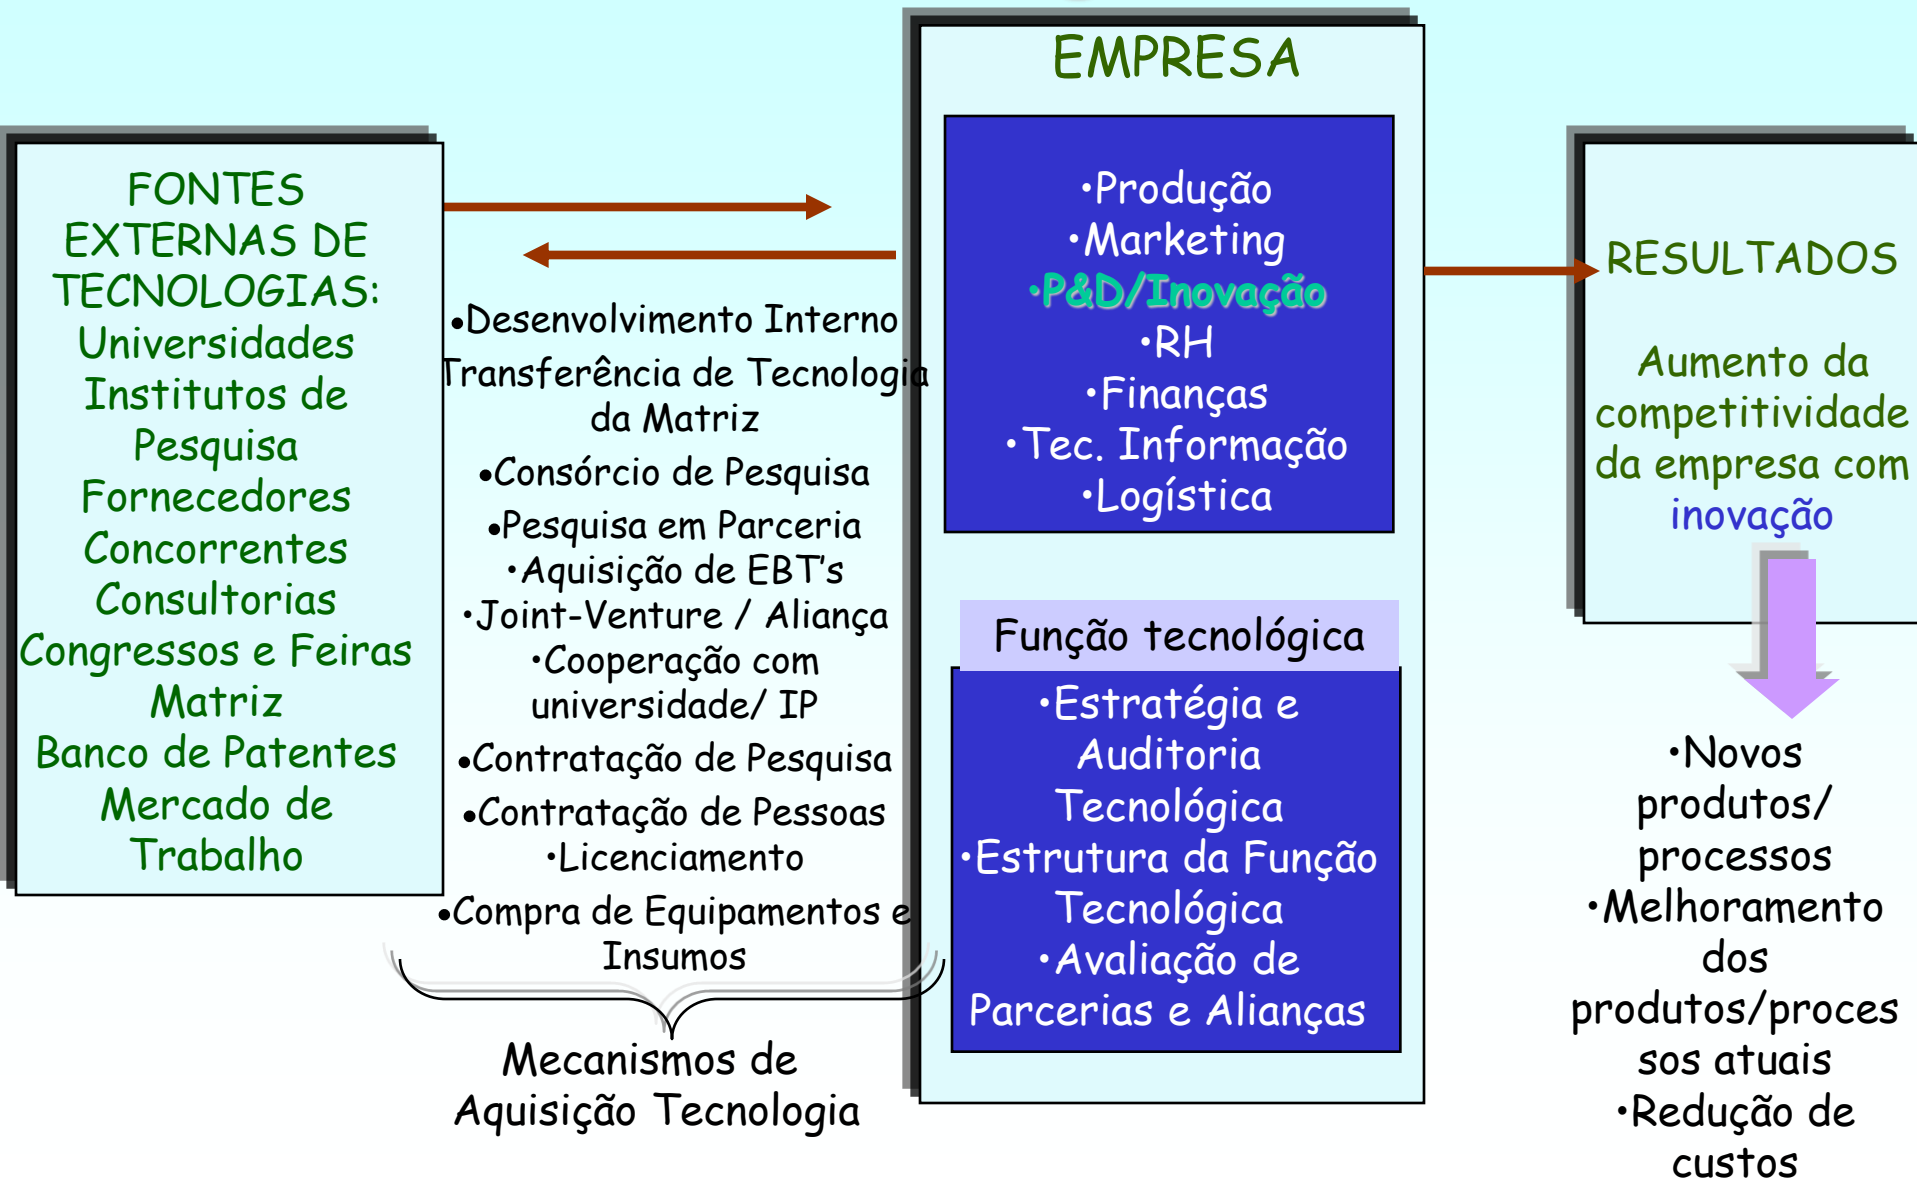 FONTES
EXTERNAS DE
TECNOLOGIAS:
Universidades
Institutos de
Pesquisa
Fornecedores
Concorrentes
Consultorias
Congressos e Feiras
Matriz
Banco de Patentes
Mercado de
Trabalho
•Desenvolvimento Interno
Transferência de Tecnologia
da Matriz
•Consórcio de Pesquisa
•Pesquisa em Parceria
•Aquisição de EBT's
•Joint-Venture / Aliança
•Cooperação com
universidade/ IP
•Contratação de Pesquisa
•Contratação de Pessoas
•Licenciamento
•Compra de Equipamentos e
Insumos
Mecanismos de
Aquisição Tecnologia
EMPRESA
•Produção
•Marketing
•P&D/Inovação
•RH
•Finanças
•Tec. Informação
•Logística
Função tecnológica
•Estratégia e
Auditoria
Tecnológica
•Estrutura da Função
Tecnológica
•Avaliação de
Parcerias e Alianças
RESULTADOS
Aumento da
competitividade
da empresa com
inovação
•Novos
produtos/
processos
•Melhoramento
dos
produtos/proces
sos atuais
•Redução de
custos